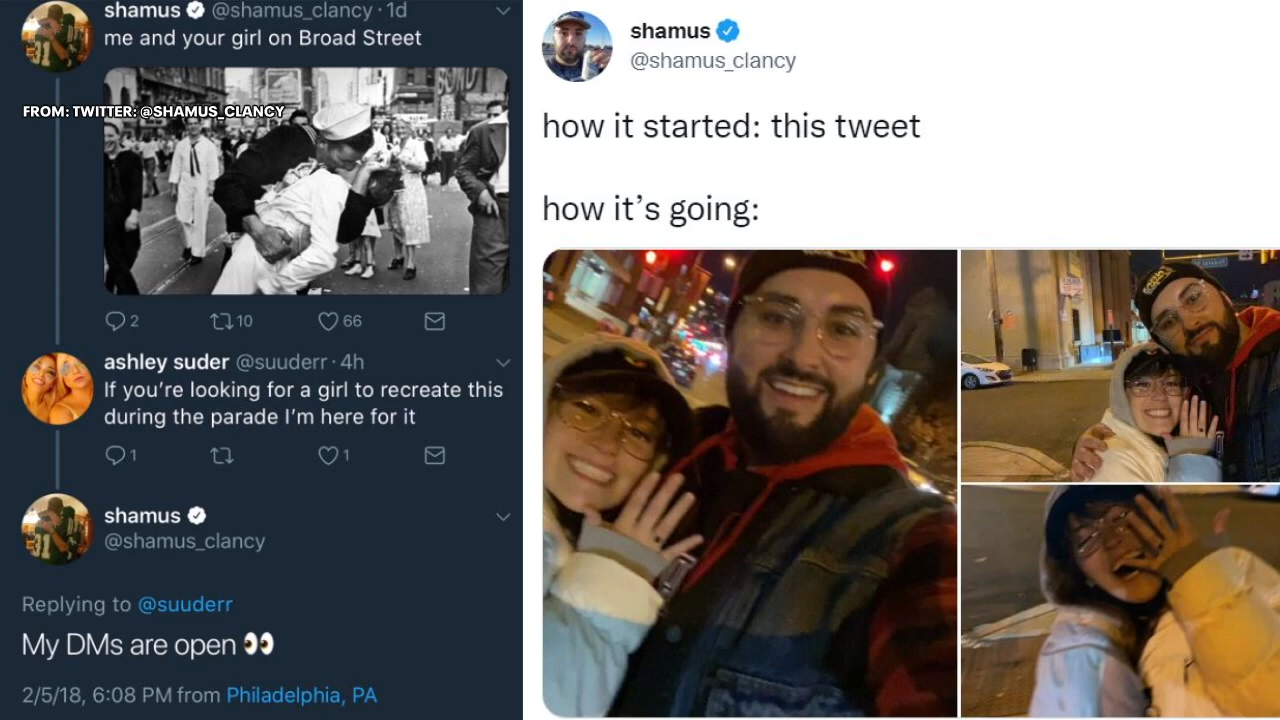 shamus @shamus_clancy · 1d
me and your girl on Broad Street
FROM: TWITTER: @SHAMUS_CLANCY
BOND
2 10 66
ashley suder @suuderr · 4h
If you’re looking for a girl to recreate this
during the parade I’m here for it
1 1
shamus
@shamus_clancy
Replying to @suuderr
My DMs are open 👀
2/5/18, 6:08 PM from Philadelphia, PA
shamus
@shamus_clancy
how it started: this tweet
how it’s going: